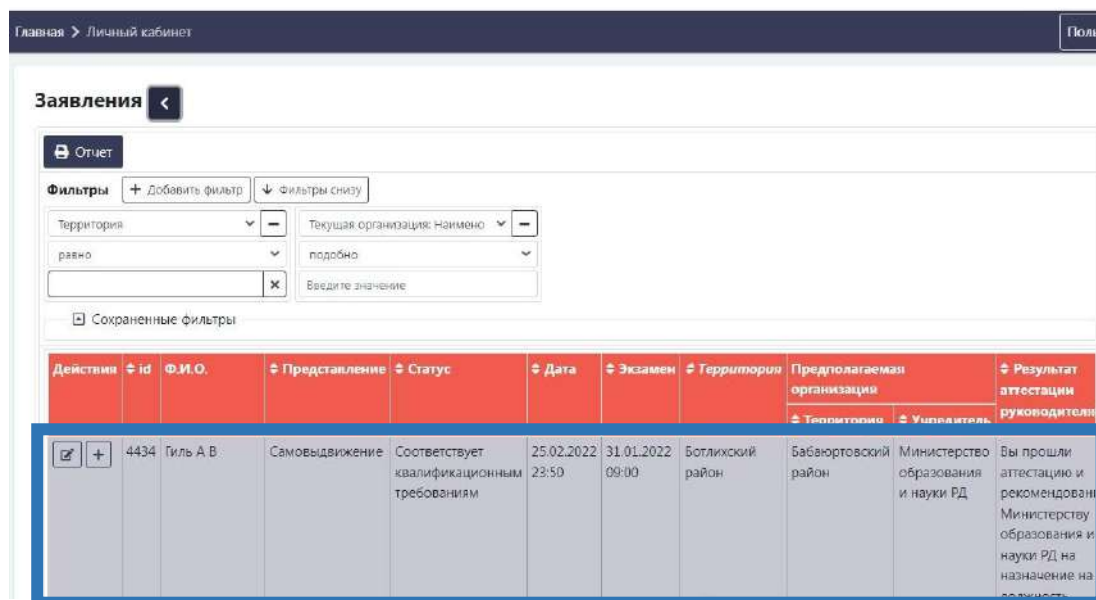 Главная > Личный кабинет
Заявления
Отчет
Фильтры + Добавить фильтр Фильтры снизу
Территория Текущая организация: Наимено
равно подобно
Введите значение
Сохраненные фильтры
Действия id Ф.И.О. Представление Статус Дата Экзамен Территория Предполагаемая Результат
организация аттестации
Территория Учредитель руководителя
4434 Гиль А В Самовыдвижение Соответствует 25.02.2022 31.01.2022 Ботлихский Бабаюртовский Министерство Вы прошли
квалификационным 23:50 09:00 район район образования аттестацию и
требованиям и науки РД
Министерству
образования и
науки РД на
назначение на
должность